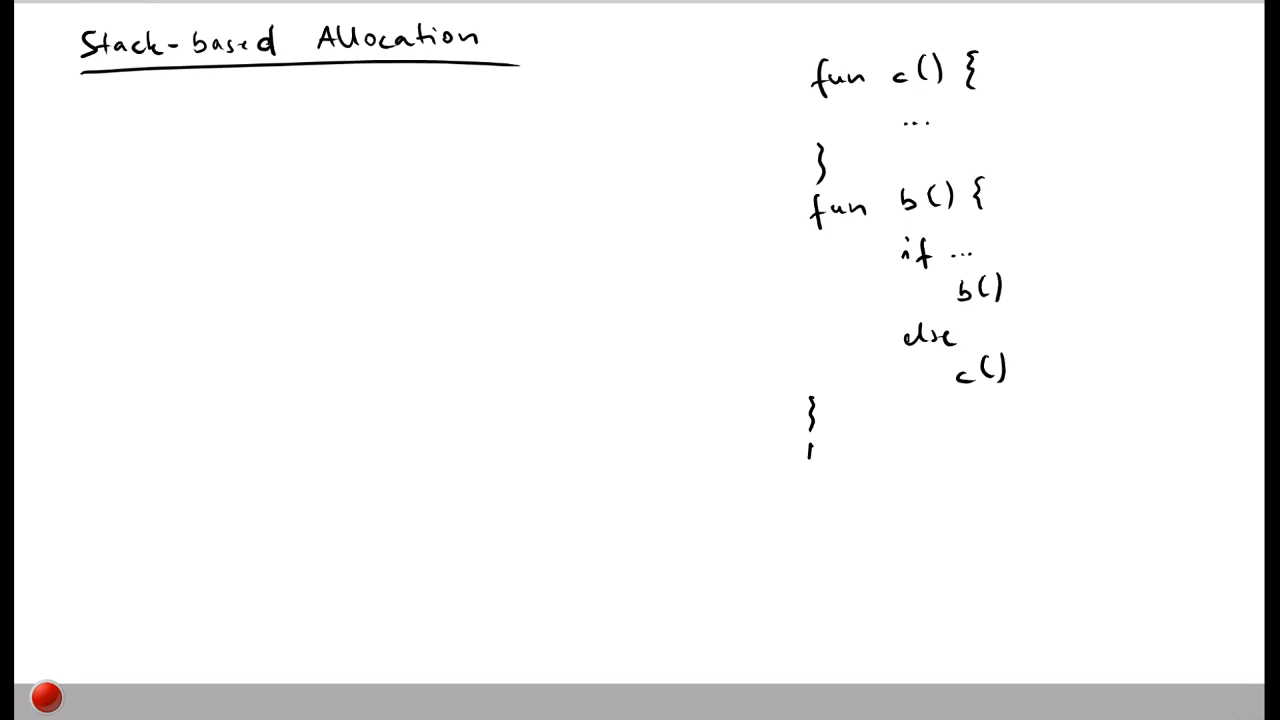 Stack-based Allocation
fun c() {
...
}
fun b() {
if ...
b()
else
c()
}